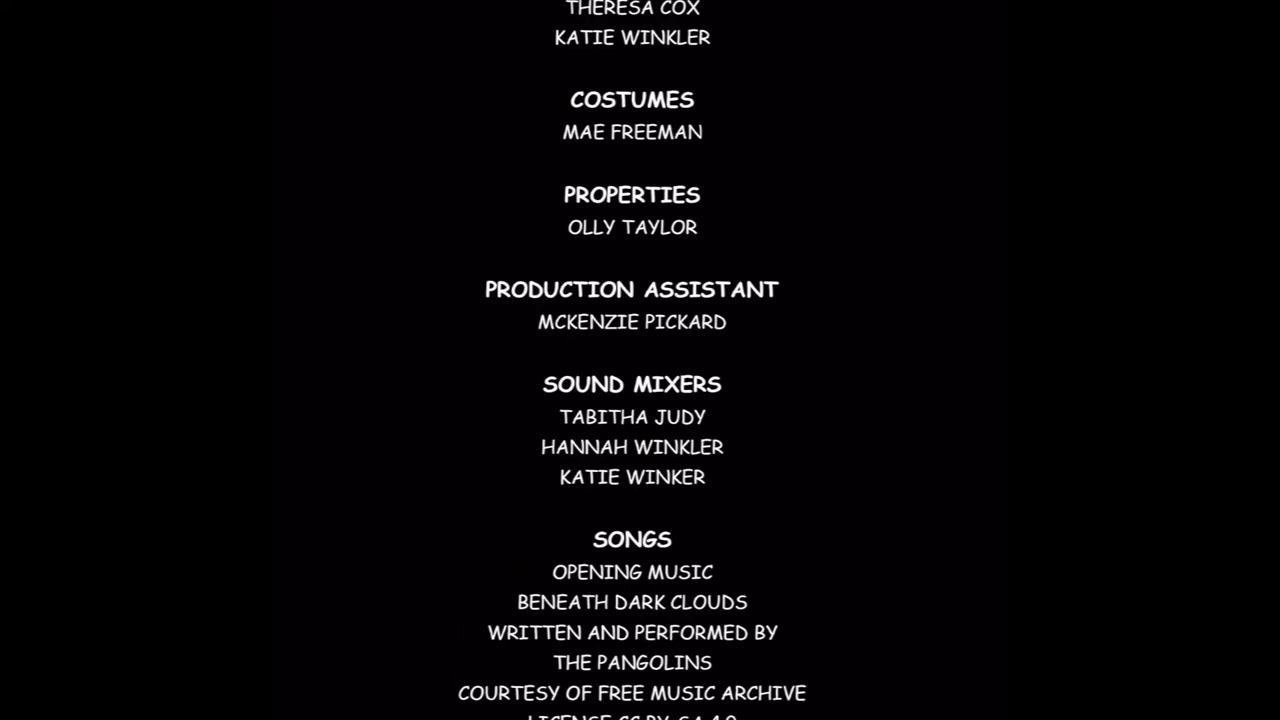 THERESA COX
KATIE WINKLER
COSTUMES
MAE FREEMAN
PROPERTIES
OLLY TAYLOR
PRODUCTION ASSISTANT
MCKENZIE PICKARD
SOUND MIXERS
TABITHA JUDY
HANNAH WINKLER
KATIE WINKER
SONGS
OPENING MUSIC
BENEATH DARK CLOUDS
WRITTEN AND PERFORMED BY
THE PANGOLINS
COURTESY OF FREE MUSIC ARCHIVE